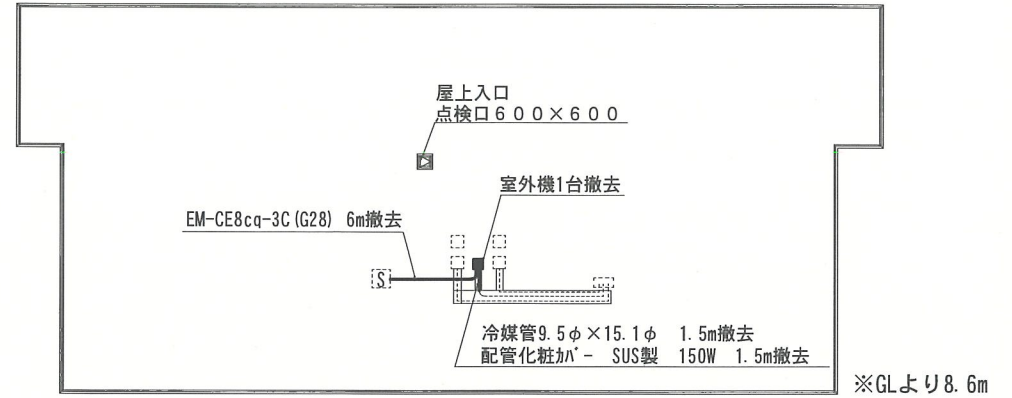 屋上入口
点検口６００×６００
室外機1台撤去
EM-CE8cq-3C(G28) 6m撤去
S
冷媒管9.5φ×15.1φ 1.5m撤去
配管化粧ｶﾊﾞｰ SUS製 150W 1.5m撤去
※GLより8.6m